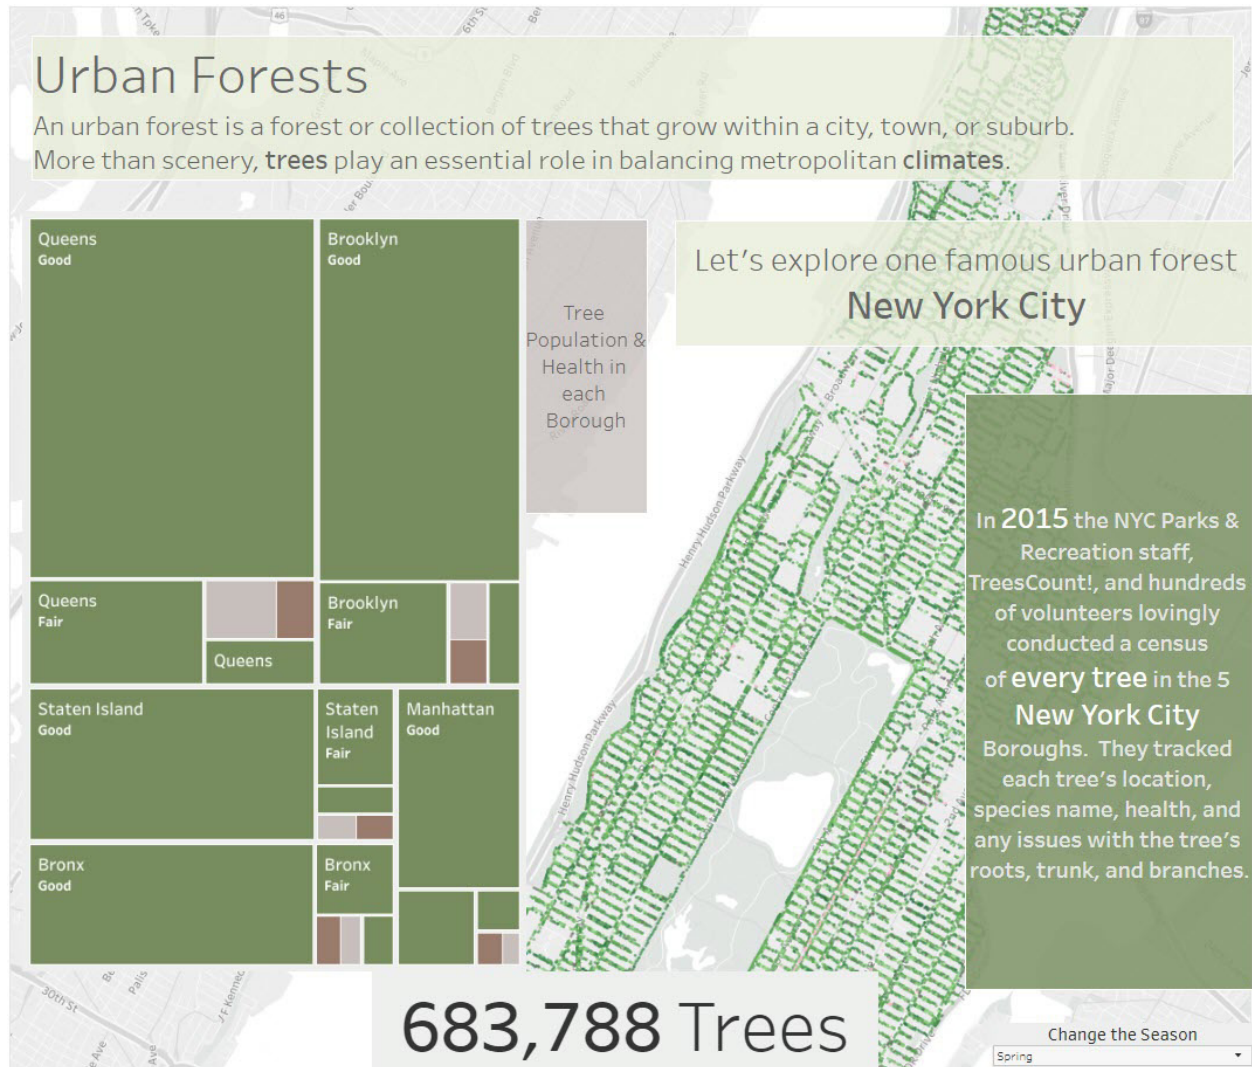 Urban Forests
An urban forest is a forest or collection of trees that grow within a city, town, or suburb.
More than scenery, trees play an essential role in balancing metropolitan climates.
Let's explore one famous urban forest
New York City
Queens
Good
Brooklyn
Good
Tree
Population &
Health in
each
Borough
Queens
Fair
Queens
Brooklyn
Fair
Staten Island
Good
Staten
Island
Fair
Manhattan
Good
Bronx
Good
Bronx
Fair
In 2015 the NYC Parks &
Recreation staff,
TreesCount!, and hundreds
of volunteers lovingly
conducted a census
of every tree in the 5
New York City
Boroughs. They tracked
each tree's location,
species name, health, and
any issues with the tree's
roots, trunk, and branches.
Henry Hudson Parkway
Henry Hudson Parkway
Broadway
30th St
46
683,788 Trees
Change the Season
Spring